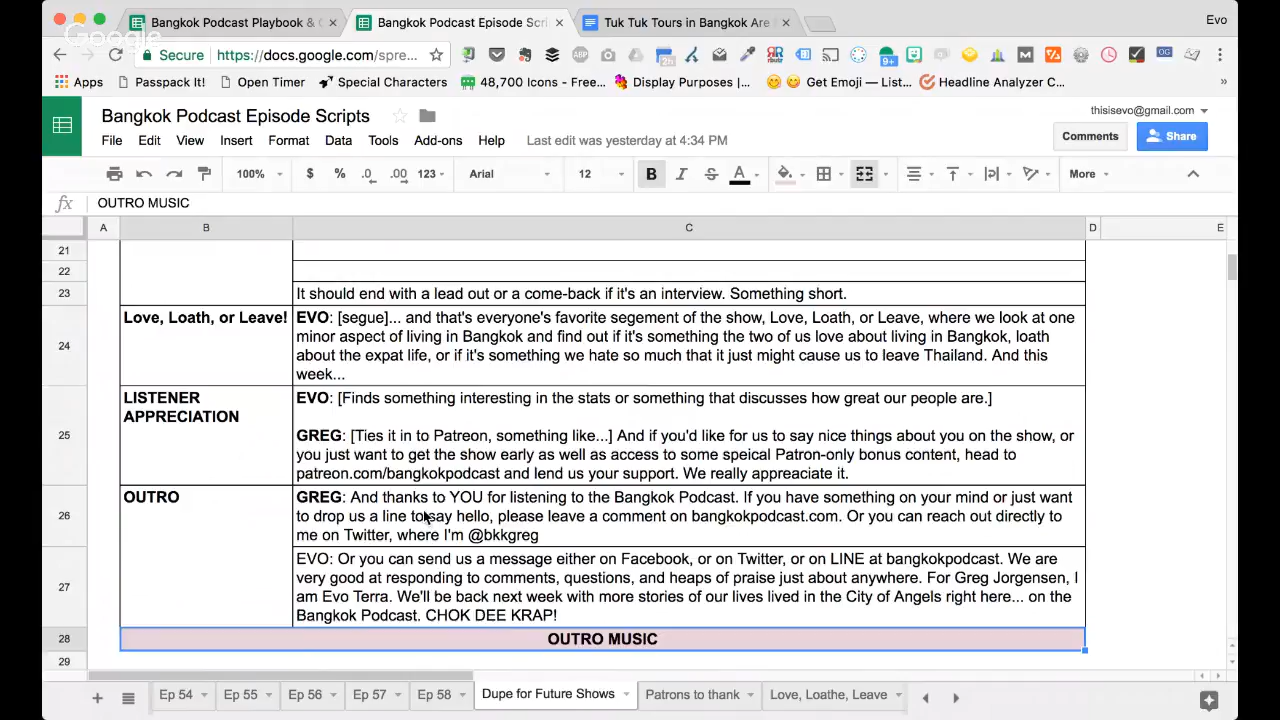 Bangkok Podcast Playbook & C
Bangkok Podcast Episode Scri
Tuk Tuk Tours in Bangkok Are
Evo
Google
Secure
https://docs.google.com/spre...
Apps
Passpack It!
Open Timer
Special Characters
48,700 Icons - Fre...
Display Purposes |...
Get Emoji — List...
Headline Analyzer C...
»
Bangkok Podcast Episode Scripts
thisisevo@gmail.com
File Edit View Insert Format Data Tools Add-ons Help
Last edit was yesterday at 4:34 PM
Comments
Share
100%
$ % .0 .00 123
Arial
12
B I S A
More
fx
OUTRO MUSIC
A B C D E
21
22
23
It should end with a lead out or a come-back if it's an interview. Something short.
24
Love, Loath, or Leave!
EVO: [segue]... and that's everyone's favorite segement of the show, Love, Loath, or Leave, where we look at one
minor aspect of living in Bangkok and find out if it's something the two of us love about living in Bangkok, loath
about the expat life, or if it's something we hate so much that it just might cause us to leave Thailand. And this
week...
25
LISTENER
APPRECIATION
EVO: [Finds something interesting in the stats or something that discusses how great our people are.]
GREG: [Ties it in to Patreon, something like...] And if you'd like for us to say nice things about you on the show, or
you just want to get the show early as well as access to some speical Patron-only bonus content, head to
patreon.com/bangkokpodcast and lend us your support. We really appreaciate it.
26
OUTRO
GREG: And thanks to YOU for listening to the Bangkok Podcast. If you have something on your mind or just want
to drop us a line to say hello, please leave a comment on bangkokpodcast.com. Or you can reach out directly to
me on Twitter, where I'm @bkkgreg
27
EVO: Or you can send us a message either on Facebook, or on Twitter, or on LINE at bangkokpodcast. We are
very good at responding to comments, questions, and heaps of praise just about anywhere. For Greg Jorgensen, I
am Evo Terra. We'll be back next week with more stories of our lives lived in the City of Angels right here... on the
Bangkok Podcast. CHOK DEE KRAP!
28
OUTRO MUSIC
29
Ep 54
Ep 55
Ep 56
Ep 57
Ep 58
Dupe for Future Shows
Patrons to thank
Love, Loathe, Leave